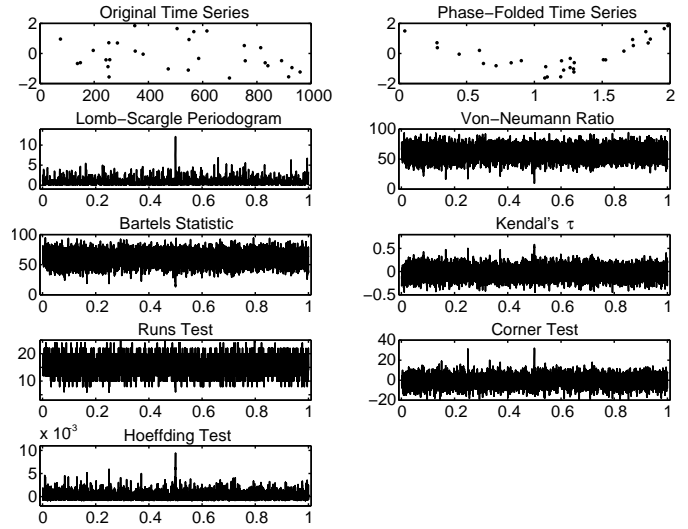 Original Time Series
Phase-Folded Time Series
2
0
−2
0 200 400 600 800 1000
2
0
−2
0 0.5 1 1.5 2
Lomb−Scargle Periodogram
Von−Neumann Ratio
10
5
0
0 0.2 0.4 0.6 0.8 1
100
50
0
0 0.2 0.4 0.6 0.8 1
Bartels Statistic
Kendal's τ
100
50
0
0 0.2 0.4 0.6 0.8 1
0.5
0
−0.5
0 0.2 0.4 0.6 0.8 1
Runs Test
Corner Test
20
10
0 0.2 0.4 0.6 0.8 1
40
20
0
−20
0 0.2 0.4 0.6 0.8 1
x 10-3
Hoeffding Test
10
5
0
0 0.2 0.4 0.6 0.8 1